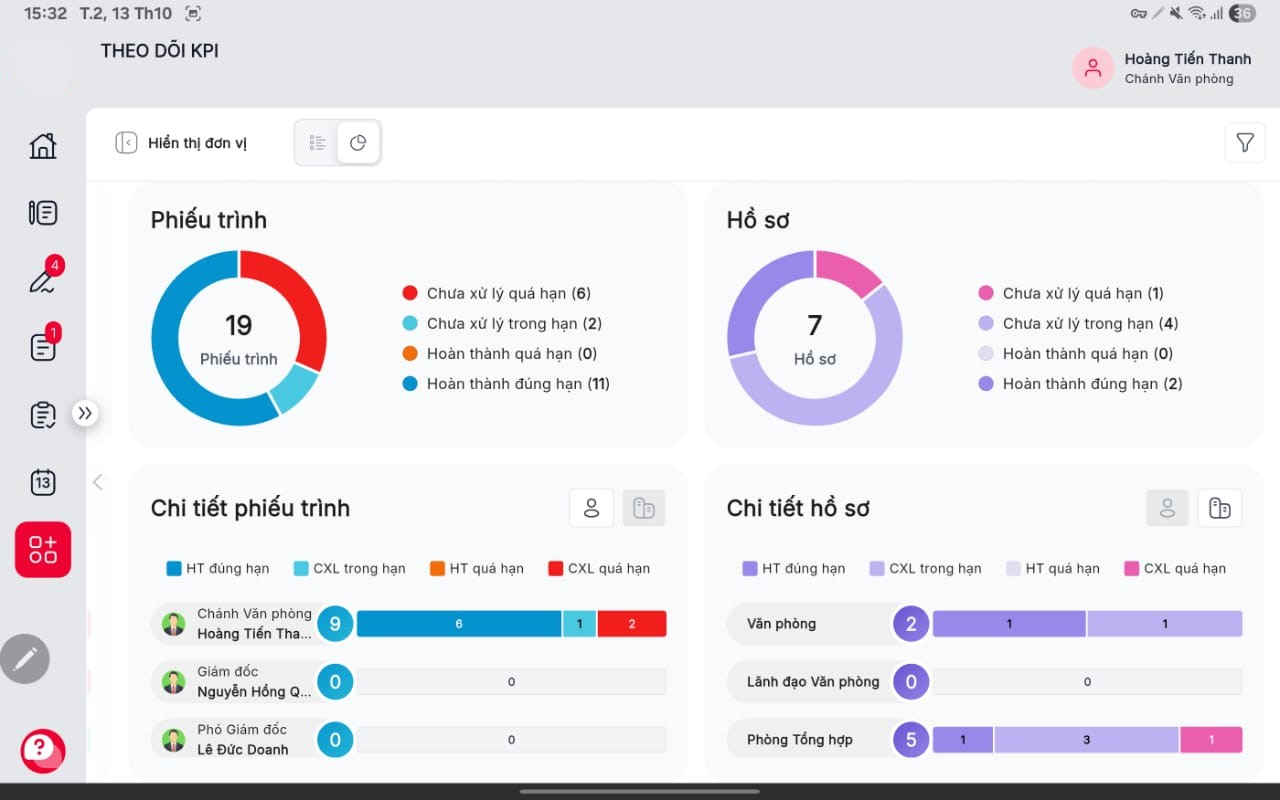 15:32 T.2, 13 Th10
36
THEO DÕI KPI
Hoàng Tiến Thanh
Chánh Văn phòng
Hiển thị đơn vị
4
1
13
Phiếu trình
19
Phiếu trình
Chưa xử lý quá hạn (6)
Chưa xử lý trong hạn (2)
Hoàn thành quá hạn (0)
Hoàn thành đúng hạn (11)
Hồ sơ
7
Hồ sơ
Chưa xử lý quá hạn (1)
Chưa xử lý trong hạn (4)
Hoàn thành quá hạn (0)
Hoàn thành đúng hạn (2)
Chi tiết phiếu trình
HT đúng hạn CXL trong hạn HT quá hạn CXL quá hạn
Chánh Văn phòng
Hoàng Tiến Tha... 9 6 1 2
Giám đốc
Nguyễn Hồng Q... 0 0
Phó Giám đốc
Lê Đức Doanh 0 0
Chi tiết hồ sơ
HT đúng hạn CXL trong hạn HT quá hạn CXL quá hạn
Văn phòng 2 1 1
Lãnh đạo Văn phòng 0 0
Phòng Tổng hợp 5 1 3 1
?